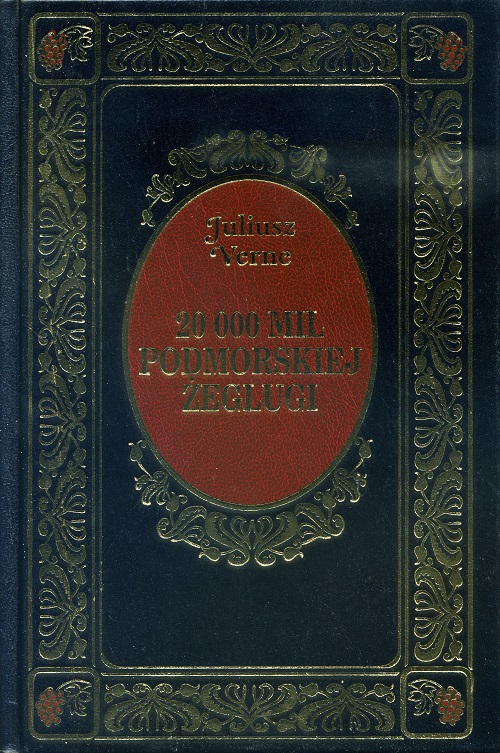 Juliusz
Verne
20 000 MIL
PODMORSKIEJ
ŻEGLUGI